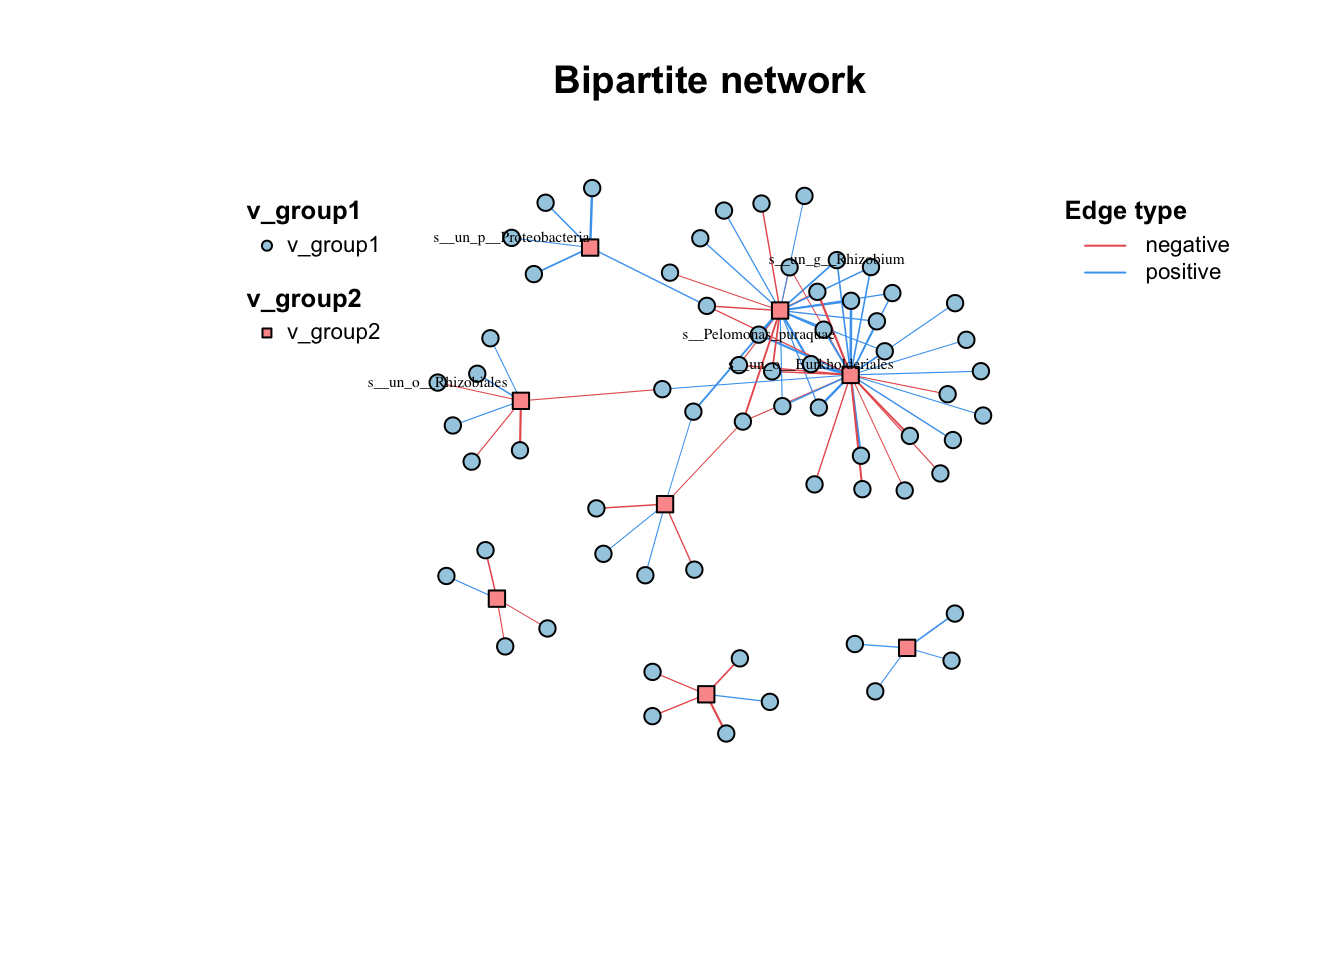 Bipartite network
v_group1
v_group1
v_group2
v_group2
Edge type
negative
positive
s__un_p__Proteobacteria
s__un_g__Rhizobium
s__Pelomonas_puraquae
s__un_o__Burkholderiales
s__un_o__Rhizobiales